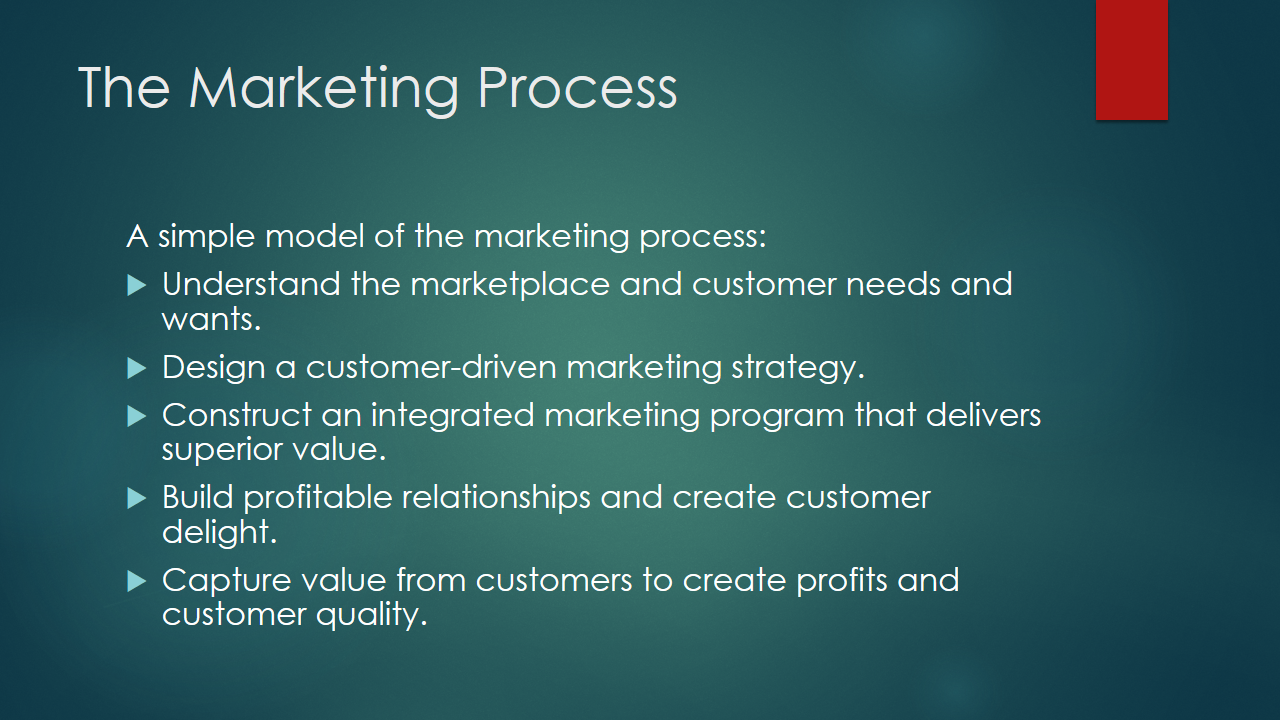 The Marketing Process
A simple model of the marketing process:
Understand the marketplace and customer needs and
wants.
Design a customer-driven marketing strategy.
Construct an integrated marketing program that delivers
superior value.
Build profitable relationships and create customer
delight.
Capture value from customers to create profits and
customer quality.